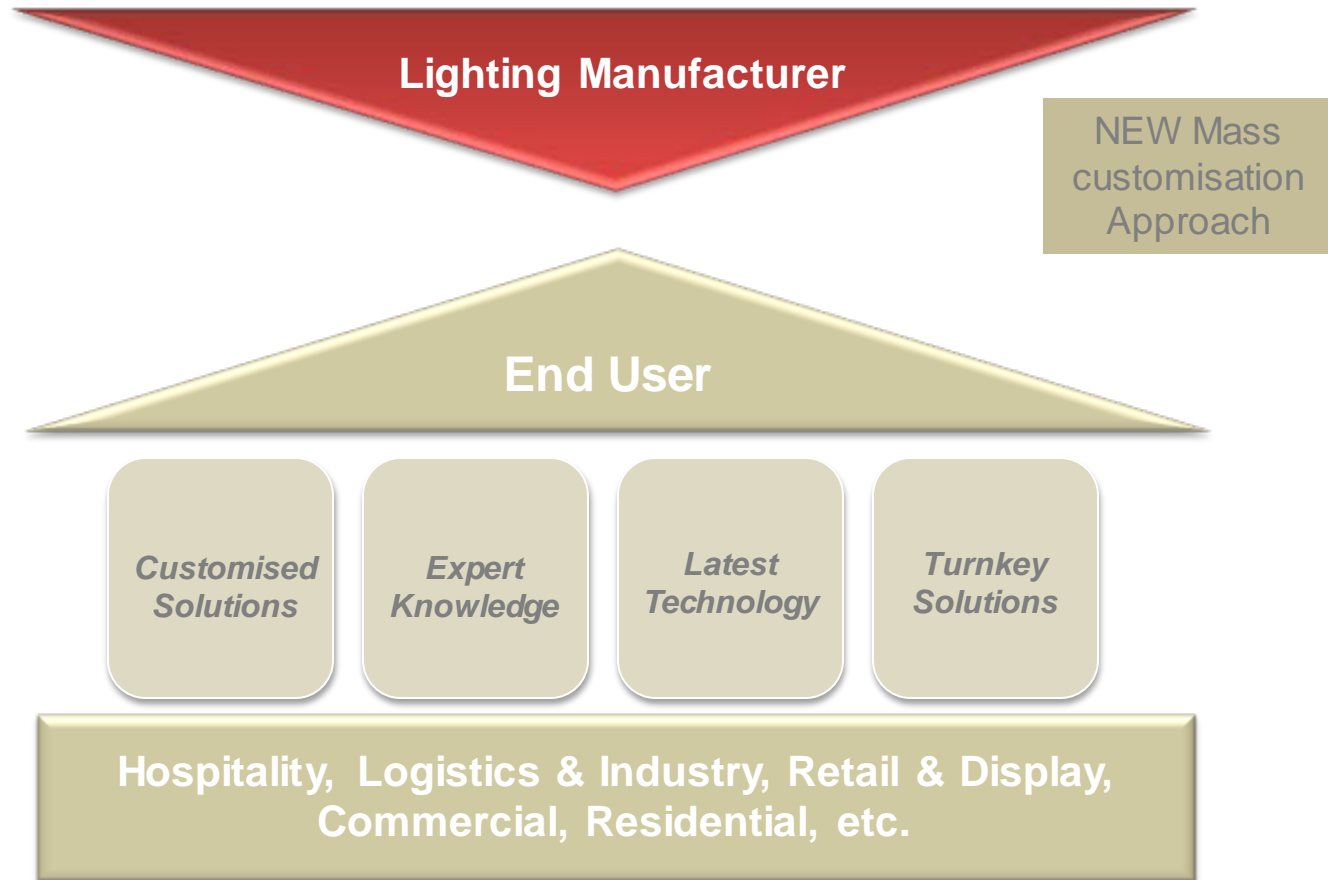 Lighting Manufacturer
NEW Mass
customisation
Approach
End User
Customised
Solutions
Expert
Knowledge
Latest
Technology
Turnkey
Solutions
Hospitality, Logistics & Industry, Retail & Display,
Commercial, Residential, etc.